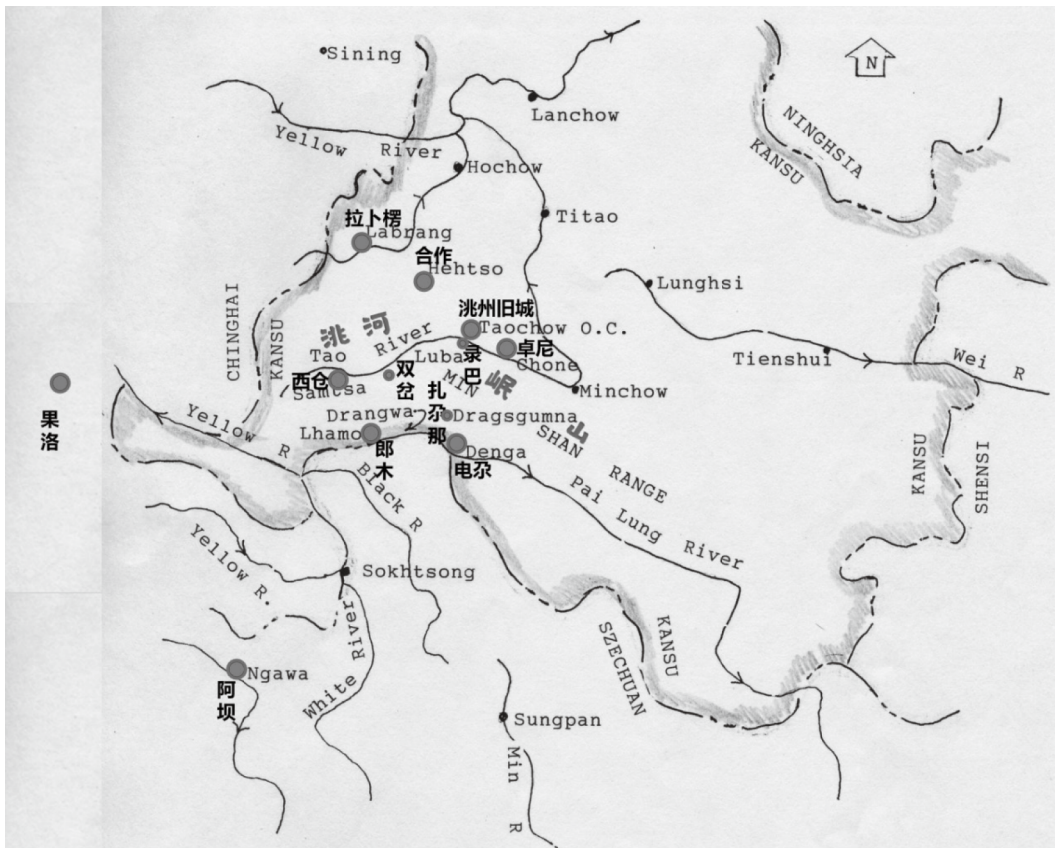 Sining
N
Lanchow
Yellow River
NINGHSIA
KANSU
Hochow
拉卜楞
Labrang
Titao
合作
Hehtso
Lunghsi
CHINGHAI
KANSU
洮州旧城
Taochow O.C.
洮河
Tao River
Luba
录巴
卓尼
Chone
Tienshui
Wei R
西仓
Samtsa
双岔
MIN
岷山
Minchow
果洛
扎尕那
Drangwa
Dragsgumna
SHAN
Yellow R
Lhamo
郎木
Denga
电尕
RANGE
KANSU
SHENSI
Black R
Pai Lung River
Yellow R.
Sokhtsong
White River
KANSU
SZECHUAN
Ngawa
阿坝
Sungpan
Min R